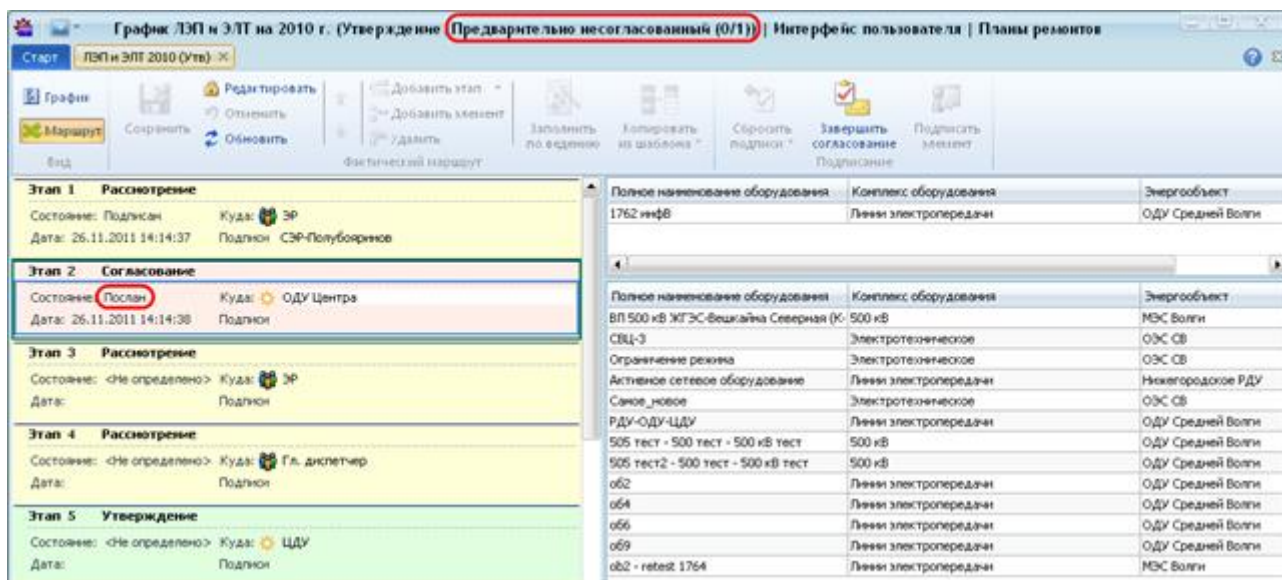 График ЛЭП и ЭЛТ на 2010 г. (Утверждение Предварительно несогласованный (0/1)) | Интерфейс пользователя | Планы ремонтов
Старт ЛЭП и ЭЛТ 2010 (Утв)
График
Маршрут
Вид
Сохранить
Редактировать
Отменить
Обновить
Добавить этап
Добавить элемент
Удалить
Фактический маршрут
Заполнить по ведению
Копировать из шаблона
Сбросить подписи
Завершить согласование
Подписать элемент
Подписание
Этап 1 Рассмотрение
Состояние: Подписан Куда: ЭР
Дата: 26.11.2011 14:14:37 Подписи СЭР-Полубояринов
Этап 2 Согласование
Состояние: Послан Куда: ОДУ Центра
Дата: 26.11.2011 14:14:38 Подписи
Этап 3 Рассмотрение
Состояние: <Не определено> Куда: ЭР
Дата: Подписи
Этап 4 Рассмотрение
Состояние: <Не определено> Куда: Гл. диспетчер
Дата: Подписи
Этап 5 Утверждение
Состояние: <Не определено> Куда: ЦДУ
Дата: Подписи
Полное наименование оборудования Комплекс оборудования Энергообъект
1762 инфВ Линии электропередачи ОДУ Средней Волги
Полное наименование оборудования Комплекс оборудования Энергообъект
ВЛ 500 кВ ЖГЭС-Вешкайма Северная (К- 500 кВ МЭС Волги
СВЦ-3 Электротехническое ОЭС СВ
Ограничение режима Электротехническое ОЭС СВ
Активное сетевое оборудование Линии электропередачи Нижегородское РДУ
Самое_новое Электротехническое ОЭС СВ
РДУ-ОДУ-ЦДУ Линии электропередачи ОДУ Средней Волги
505 тест - 500 тест - 500 кВ тест 500 кВ ОДУ Средней Волги
505 тест2 - 500 тест - 500 кВ тест 500 кВ ОДУ Средней Волги
об2 Линии электропередачи ОДУ Средней Волги
об4 Линии электропередачи ОДУ Средней Волги
об6 Линии электропередачи ОДУ Средней Волги
об9 Линии электропередачи ОДУ Средней Волги
ob2 - retest 1764 Линии электропередачи МЭС Волги